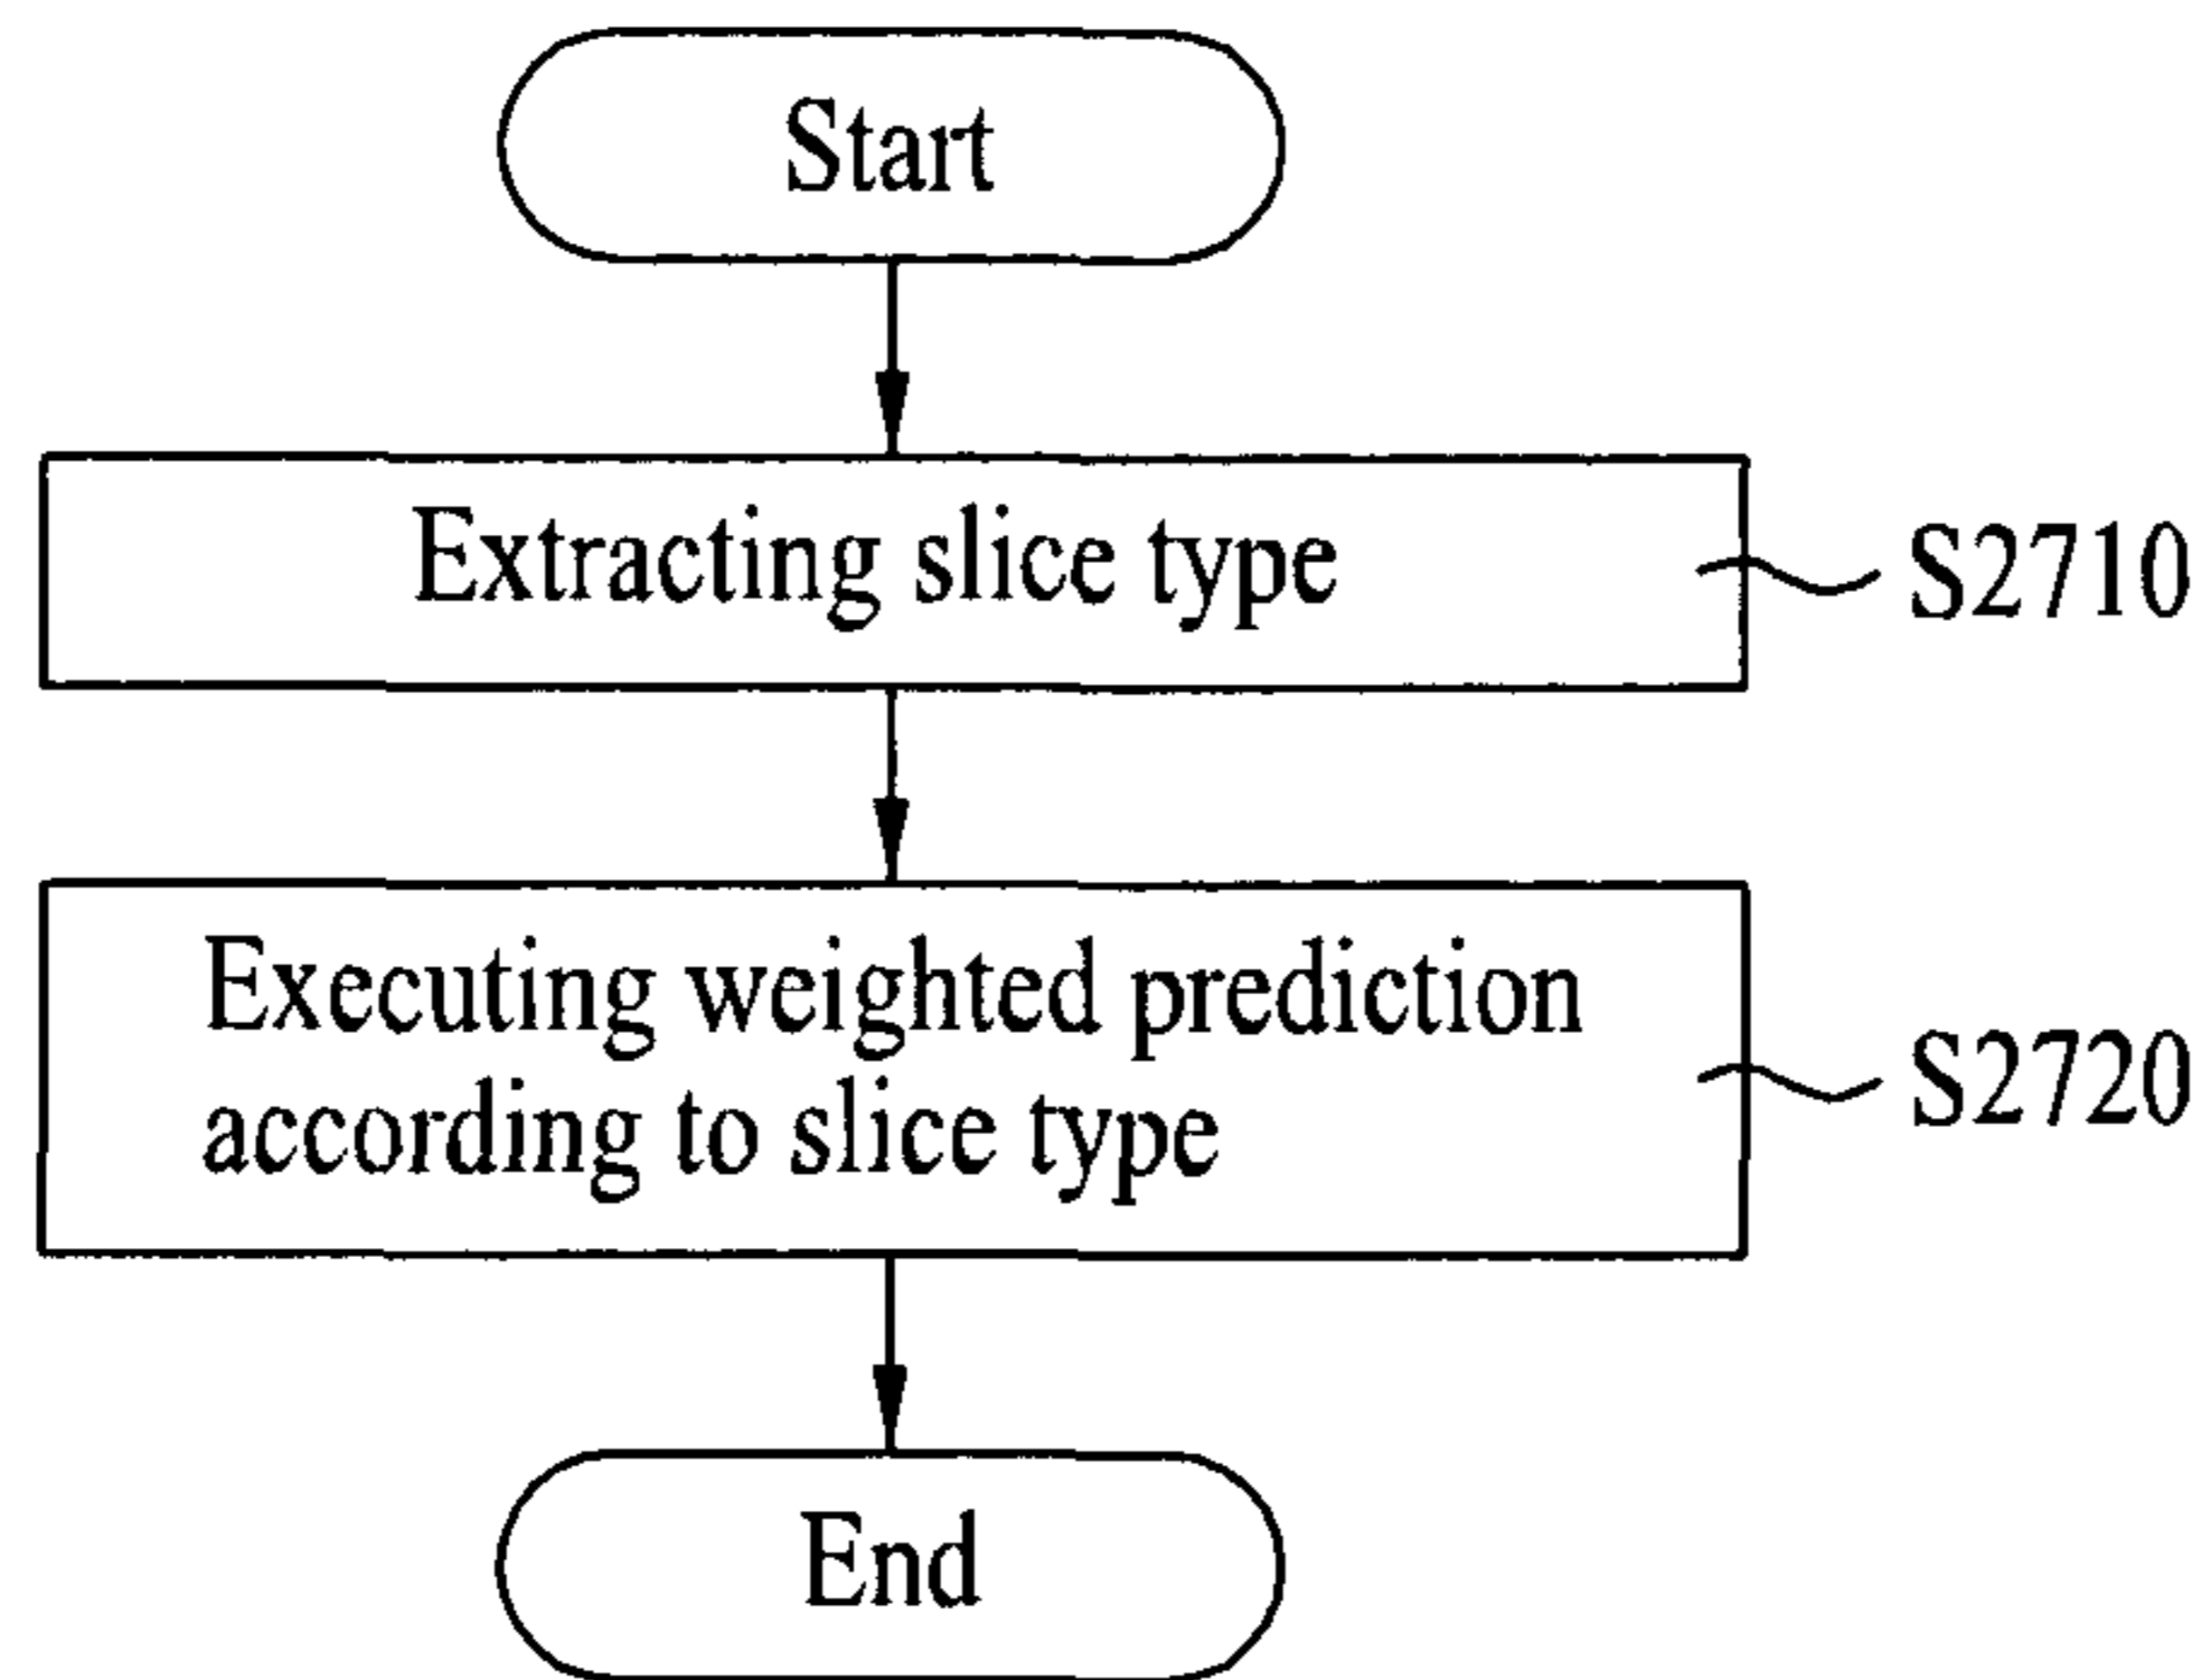 Start
Extracting slice type
S2710
Executing weighted prediction
according to slice type
S2720
End